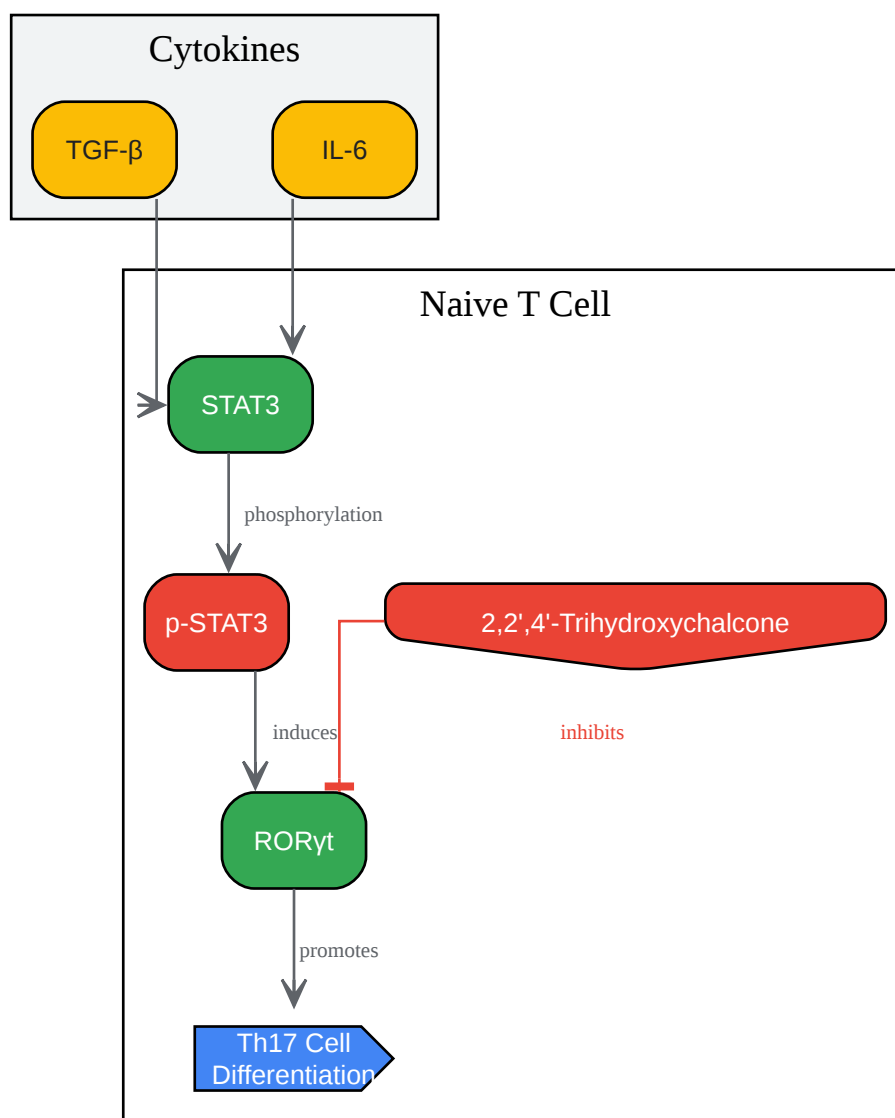 Cytokines
TGF-β
IL-6
Naive T Cell
STAT3
phosphorylation
p-STAT3
2,2',4'-Trihydroxychalcone
induces
inhibits
RORγt
promotes
Th17 Cell
Differentiation